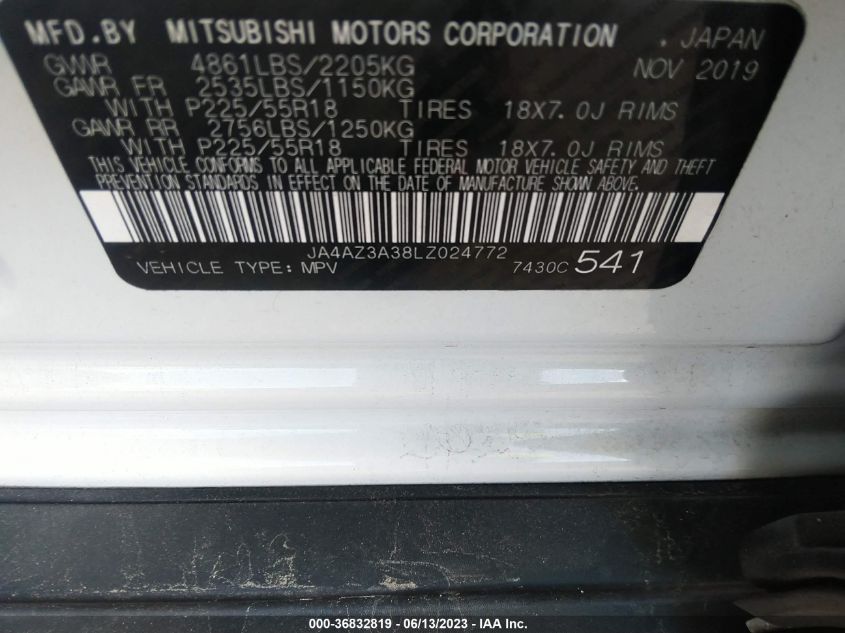 MFD.BY MITSUBISHI MOTORS CORPORATION , JAPAN
GVWR 4861LBS/2205KG NOV 2019
GAWR FR 2535LBS/1150KG
WITH P225/55R18 TIRES 18X7.0J RIMS
GAWR RR 2756LBS/1250KG
WITH P225/55R18 TIRES 18X7.0J RIMS
THIS VEHICLE CONFORMS TO ALL APPLICABLE FEDERAL MOTOR VEHICLE SAFETY AND THEFT
PREVENTION STANDARDS IN EFFECT ON THE DATE OF MANUFACTURE SHOWN ABOVE.
JA4AZ3A38LZ024772
VEHICLE TYPE:MPV 7430C 541
000-36832819 - 06/13/2023 - IAA Inc.